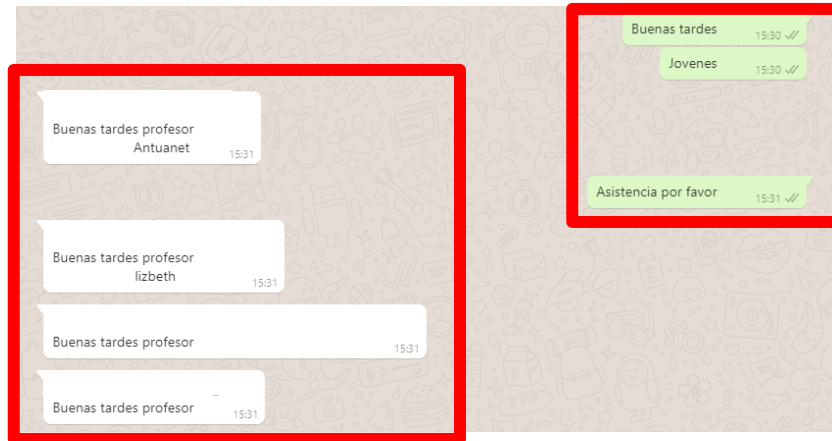 Buenas tardes
15:30
Jovenes
15:30
Buenas tardes profesor
Antuanet
15:31
Asistencia por favor
15:31
Buenas tardes profesor
lizbeth
15:31
Buenas tardes profesor
15:31
Buenas tardes profesor
15:31